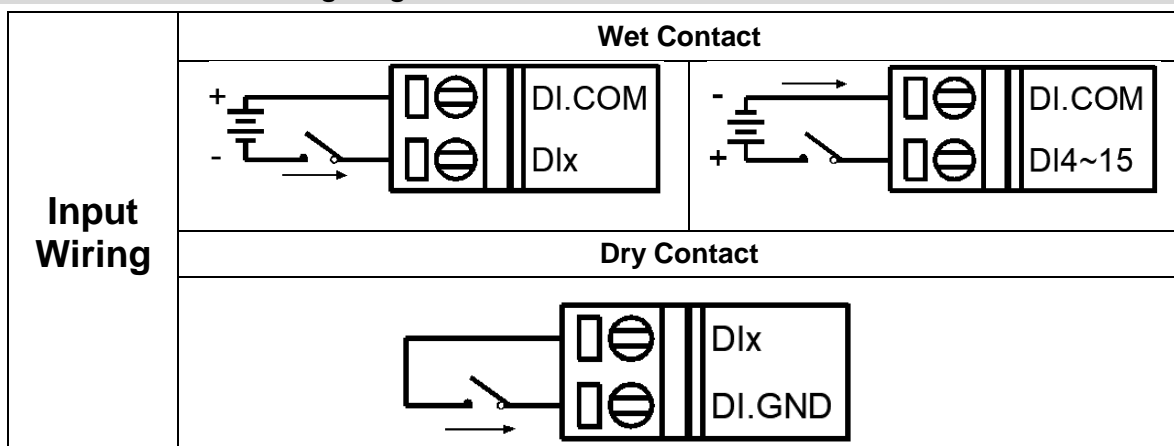 Wet Contact
+
-
DI.COM
DIx
-
+
DI.COM
DI4~15
Input
Wiring
Dry Contact
DIx
DI.GND